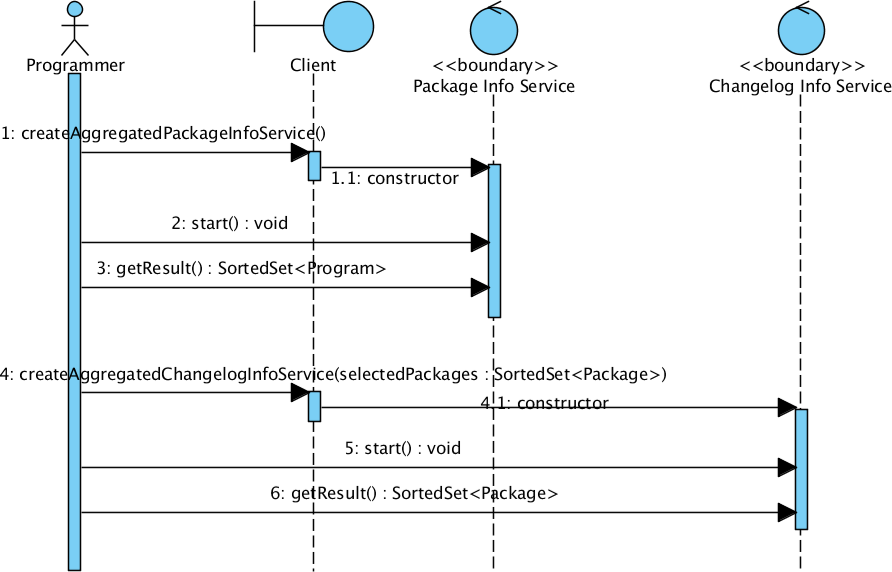 Programmer
Client
<<boundary>>
Package Info Service
<<boundary>>
Changelog Info Service
1: createAggregatedPackageInfoService()
1.1: constructor
2: start() : void
3: getResult() : SortedSet<Program>
4: createAggregatedChangelogInfoService(selectedPackages : SortedSet<Package>)
4.1: constructor
5: start() : void
6: getResult() : SortedSet<Package>